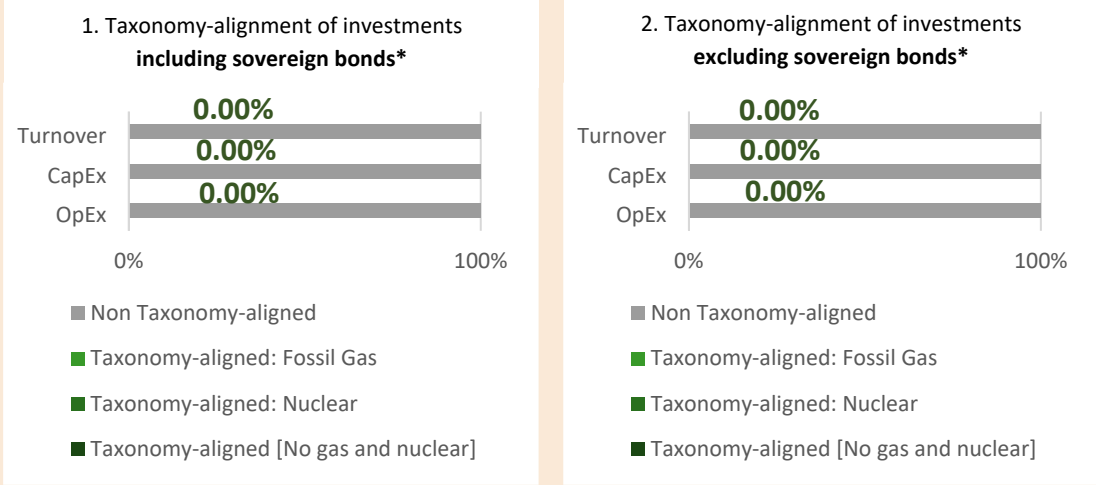 1. Taxonomy-alignment of investments
including sovereign bonds*
0.00%
Turnover
0.00%
CapEx
0.00%
OpEx
0%
100%
Non Taxonomy-aligned
Taxonomy-aligned: Fossil Gas
Taxonomy-aligned: Nuclear
Taxonomy-aligned [No gas and nuclear]
2. Taxonomy-alignment of investments
excluding sovereign bonds*
0.00%
Turnover
0.00%
CapEx
0.00%
OpEx
0%
100%
Non Taxonomy-aligned
Taxonomy-aligned: Fossil Gas
Taxonomy-aligned: Nuclear
Taxonomy-aligned [No gas and nuclear]